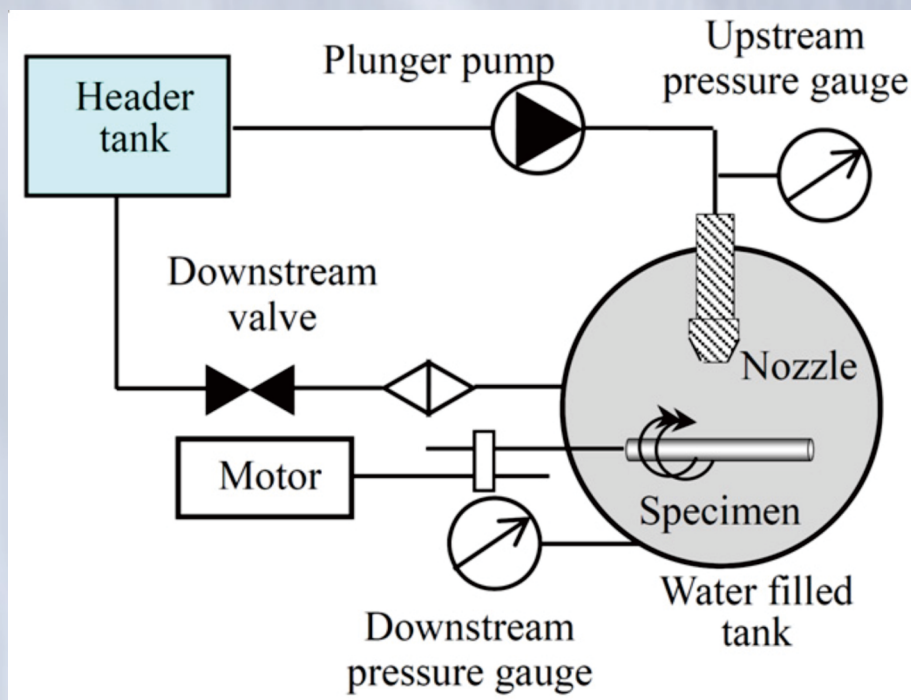 Header
tank
Plunger pump
Upstream
pressure gauge
Downstream
valve
Nozzle
Motor
Specimen
Water filled
tank
Downstream
pressure gauge